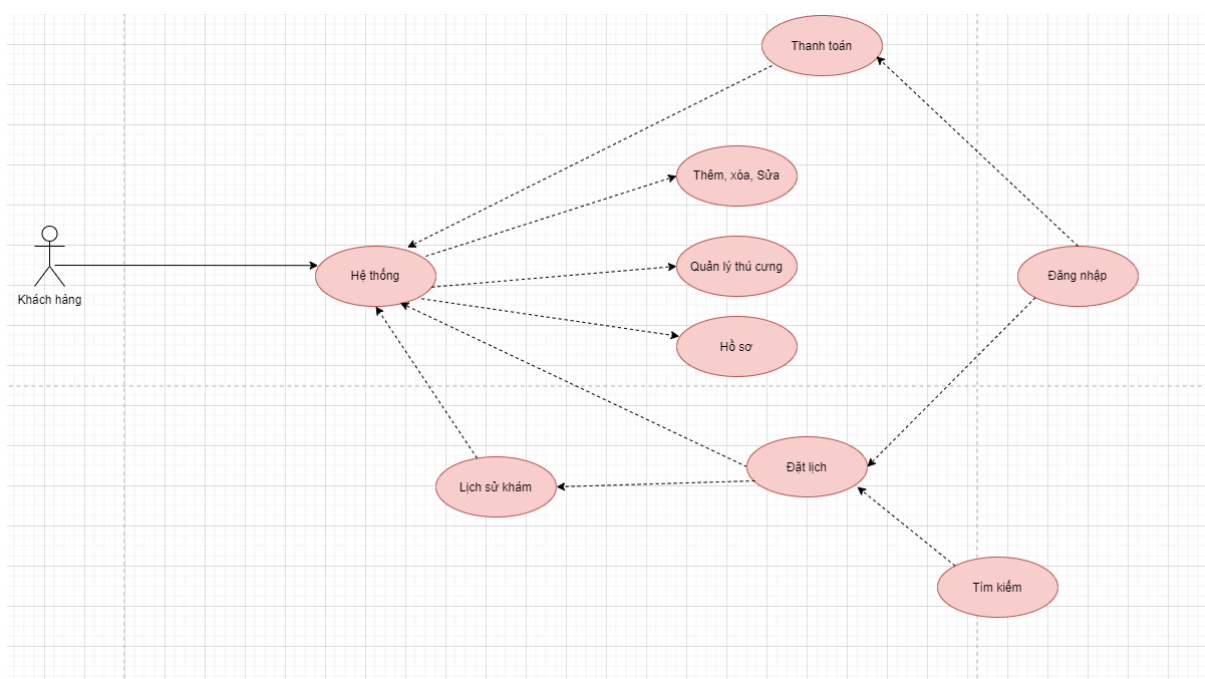 Thanh toán
Thêm, xóa, Sửa
Khách hàng
Hệ thống
Quản lý thú cưng
Đăng nhập
Hồ sơ
Lịch sử khám
Đặt lịch
Tìm kiếm